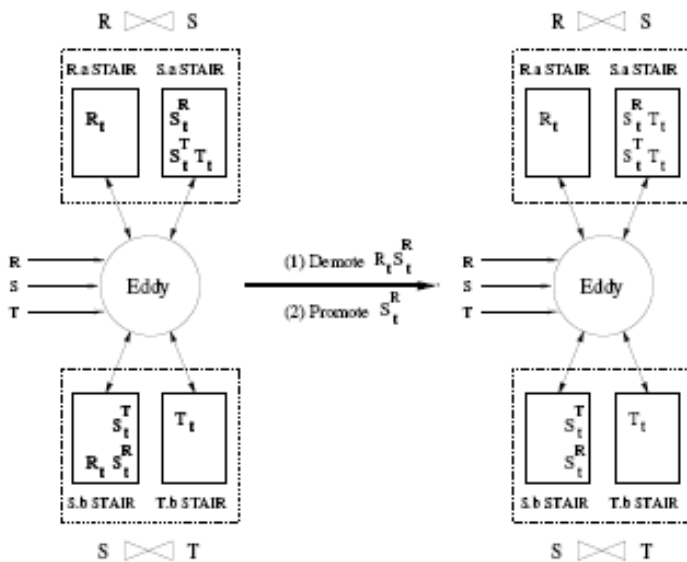 R S
R.a STAIR S.a STAIR
R_t
S_t^R
S_t^T T_t
R
S
T
Eddy
S_t^T
R_t S_t^R
T_t
S.b STAIR T.b STAIR
S T
(1) Demote R_t S_t^R
(2) Promote S_t^R
R S
R.a STAIR S.a STAIR
R_t
S_t^R T_t
S_t^T T_t
R
S
T
Eddy
S_t^T
S_t^R
T_t
S.b STAIR T.b STAIR
S T